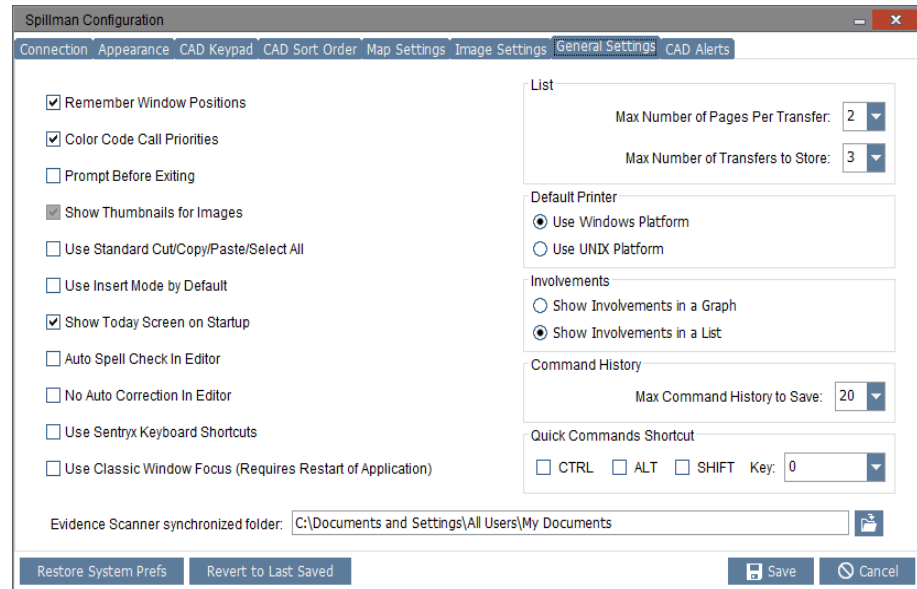 Spillman Configuration
Connection Appearance CAD Keypad CAD Sort Order Map Settings Image Settings General Settings CAD Alerts
Remember Window Positions
Color Code Call Priorities
Prompt Before Exiting
Show Thumbnails for Images
Use Standard Cut/Copy/Paste/Select All
Use Insert Mode by Default
Show Today Screen on Startup
Auto Spell Check In Editor
No Auto Correction In Editor
Use Sentryx Keyboard Shortcuts
Use Classic Window Focus (Requires Restart of Application)
List
Max Number of Pages Per Transfer: 2
Max Number of Transfers to Store: 3
Default Printer
Use Windows Platform
Use UNIX Platform
Involvements
Show Involvements in a Graph
Show Involvements in a List
Command History
Max Command History to Save: 20
Quick Commands Shortcut
CTRL ALT SHIFT Key: 0
Evidence Scanner synchronized folder: C:\Documents and Settings\All Users\My Documents
Restore System Prefs Revert to Last Saved Save Cancel